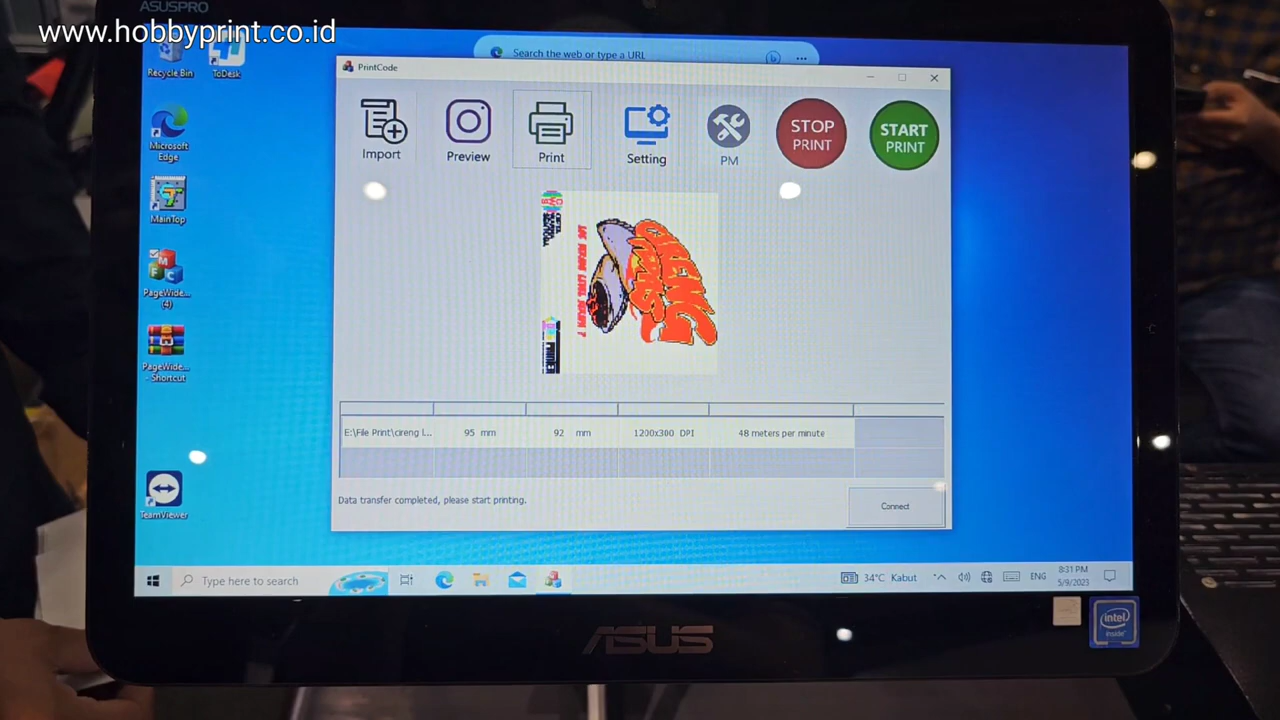 ASUSPRO
www.hobbyprint.co.id
Recycle Bin
ToDesk
Search the web or type a URL
PrintCode
Import
Preview
Print
Setting
PM
STOP
PRINT
START
PRINT
Microsoft
Edge
MainTop
PageWide...
(4)
PageWide...
- Shortcut
TeamViewer
CIRENG
E:\File Print\cireng l...
95 mm
92 mm
1200x300 DPI
48 meters per minute
Data transfer completed, please start printing.
Connect
Type here to search
34°C Kabut
ENG
8:31 PM
5/9/2023
ASUS
intel
inside